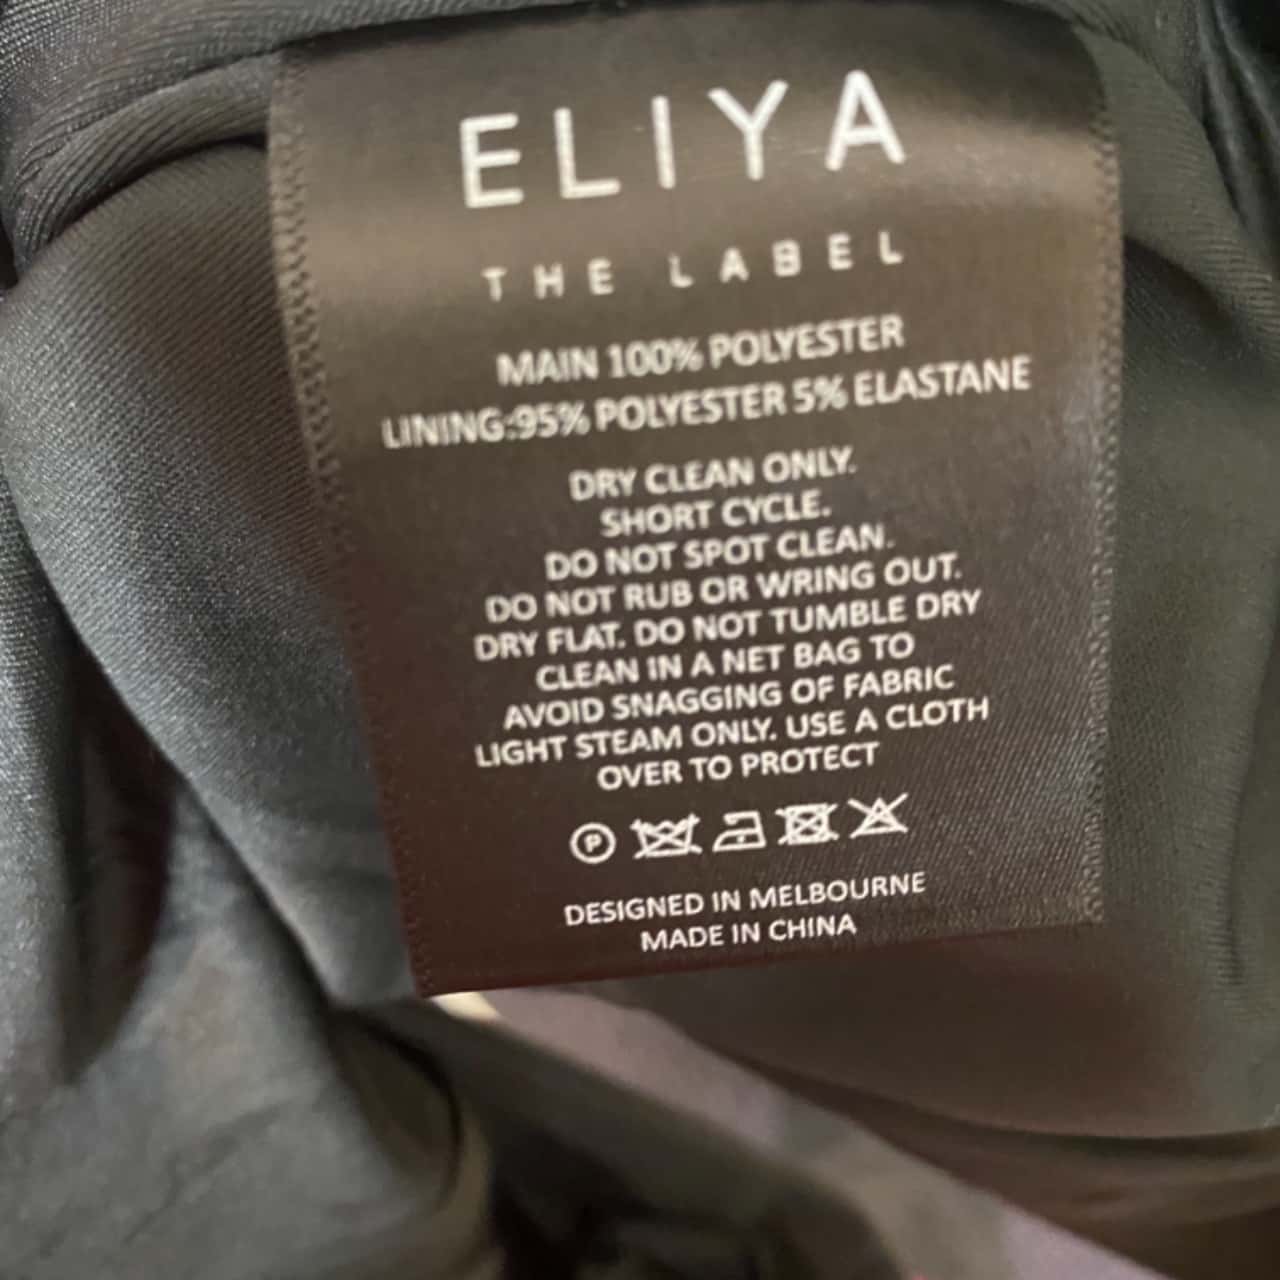 ELIYA
THE LABEL
MAIN 100% POLYESTER
LINING:95% POLYESTER 5% ELASTANE
DRY CLEAN ONLY.
SHORT CYCLE.
DO NOT SPOT CLEAN.
DO NOT RUB OR WRING OUT.
DRY FLAT. DO NOT TUMBLE DRY
CLEAN IN A NET BAG TO
AVOID SNAGGING OF FABRIC
LIGHT STEAM ONLY. USE A CLOTH
OVER TO PROTECT
P
DESIGNED IN MELBOURNE
MADE IN CHINA